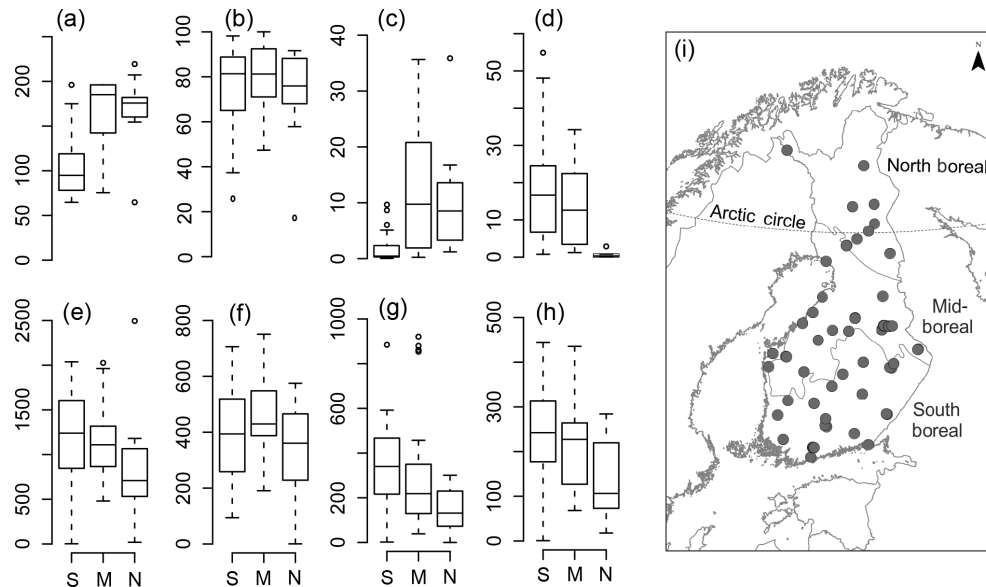 (a)
200
100
0
(b)
100
80
60
40
20
0
(c)
40
30
20
10
0
(d)
50
30
10
0
(e)
2500
1500
500
0
S M N
(f)
800
600
400
200
0
S M N
(g)
1000
600
200
0
S M N
(h)
500
300
100
0
S M N
(i)
N
North boreal
Arctic circle
Mid-
boreal
South
boreal